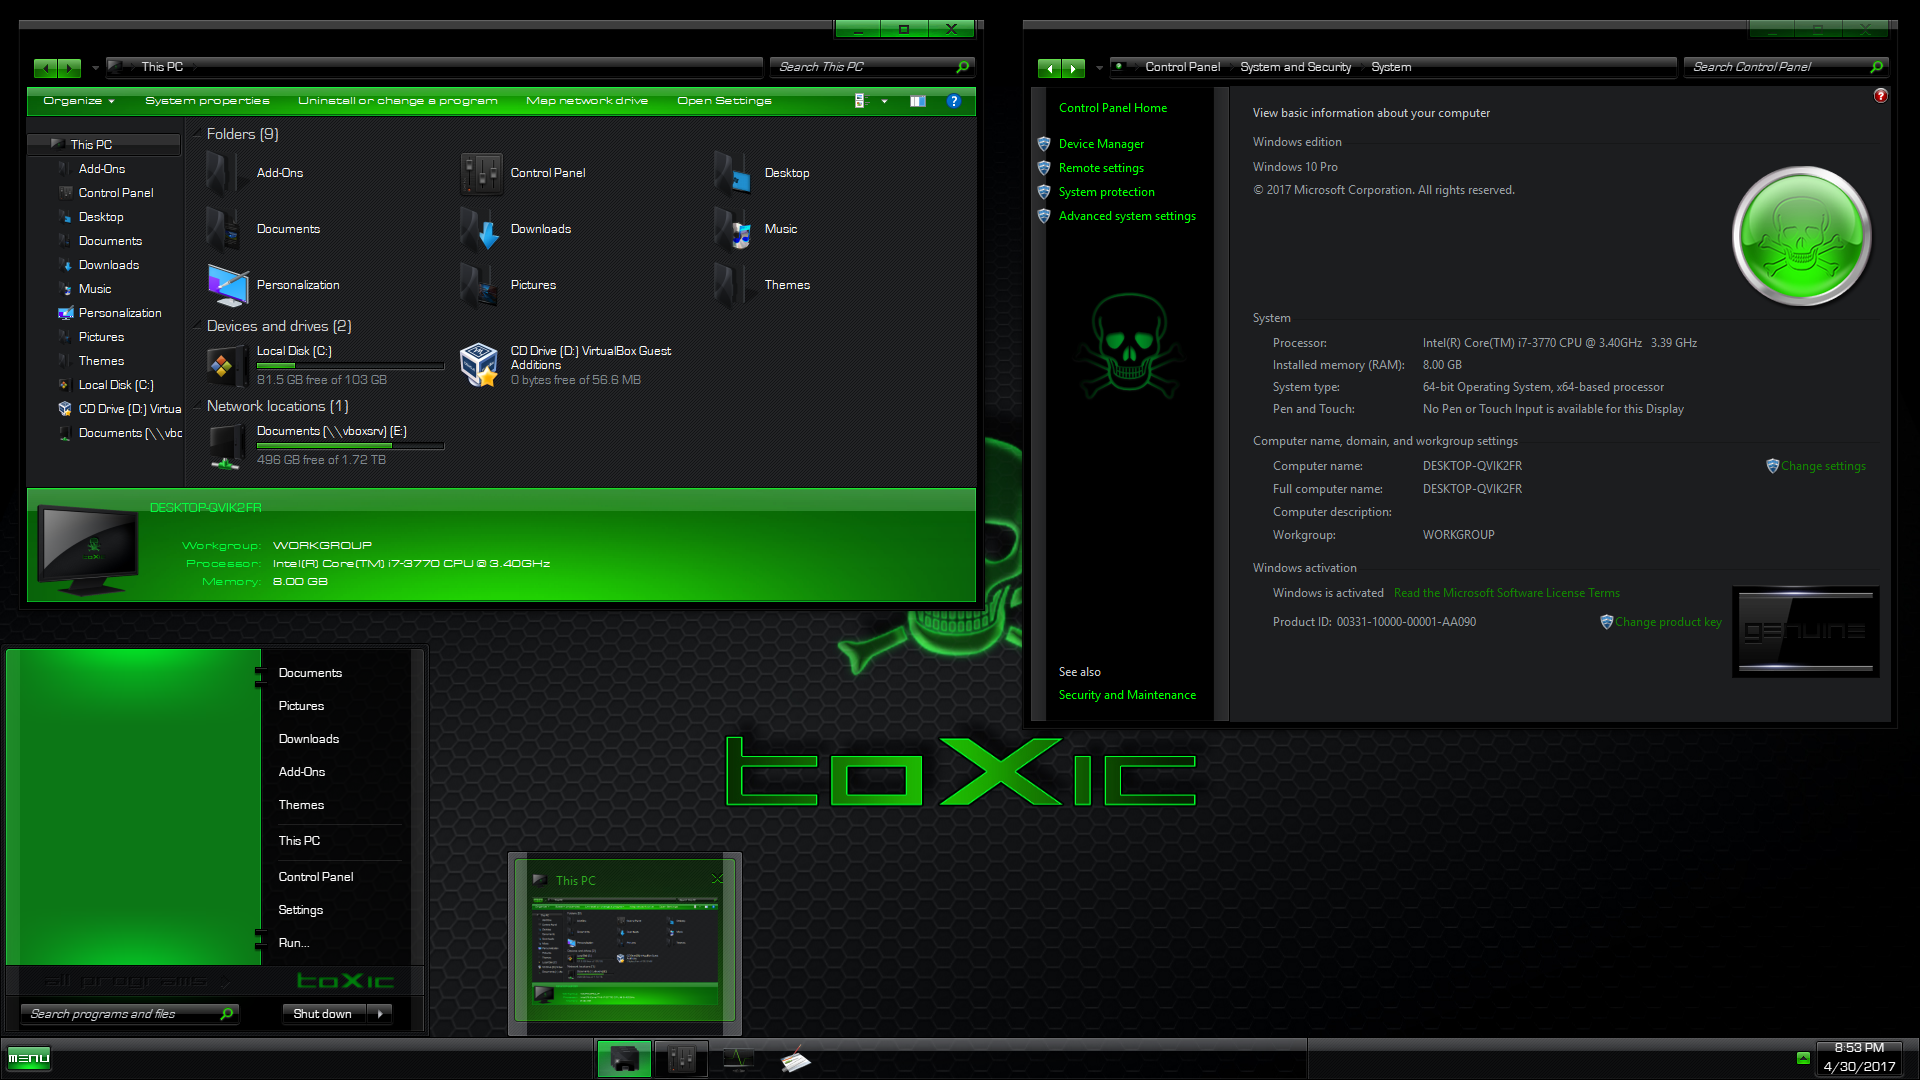 This PC
Search This PC
Organize
System properties
Uninstall or change a program
Map network drive
Open Settings
This PC
Add-Ons
Control Panel
Desktop
Documents
Downloads
Music
Personalization
Pictures
Themes
Local Disk (C:)
CD Drive (D:) Virtua
Documents (\\vbo
Folders (9)
Add-Ons
Control Panel
Desktop
Documents
Downloads
Music
Personalization
Pictures
Themes
Devices and drives (2)
Local Disk (C:)
81.5 GB free of 103 GB
CD Drive (D:) VirtualBox Guest
Additions
0 bytes free of 56.6 MB
Network locations (1)
Documents (\\vboxsrv) (E:)
496 GB free of 1.72 TB
DESKTOP-QVIK2FR
Workgroup: WORKGROUP
Processor: Intel(R) Core(TM) i7-3770 CPU @ 3.40GHz
Memory: 8.00 GB
Control Panel
System and Security
System
Search Control Panel
Control Panel Home
Device Manager
Remote settings
System protection
Advanced system settings
See also
Security and Maintenance
View basic information about your computer
Windows edition
Windows 10 Pro
© 2017 Microsoft Corporation. All rights reserved.
System
Processor: Intel(R) Core(TM) i7-3770 CPU @ 3.40GHz 3.39 GHz
Installed memory (RAM): 8.00 GB
System type: 64-bit Operating System, x64-based processor
Pen and Touch: No Pen or Touch Input is available for this Display
Computer name, domain, and workgroup settings
Computer name: DESKTOP-QVIK2FR
Change settings
Full computer name: DESKTOP-QVIK2FR
Computer description:
Workgroup: WORKGROUP
Windows activation
Windows is activated Read the Microsoft Software License Terms
Product ID: 00331-10000-00001-AA090
Change product key
genuine
Documents
Pictures
Downloads
Add-Ons
Themes
This PC
Control Panel
Settings
Run...
all programs
toXic
Search programs and files
Shut down
toXic
This PC
menu
8:53 PM
4/30/2017